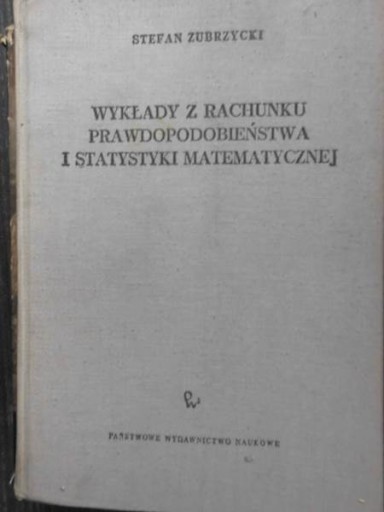 STEFAN ZUBRZYCKI
WYKŁADY Z RACHUNKU
PRAWDOPODOBIEŃSTWA
I STATYSTYKI MATEMATYCZNEJ
PAŃSTWOWE WYDAWNICTWO NAUKOWE